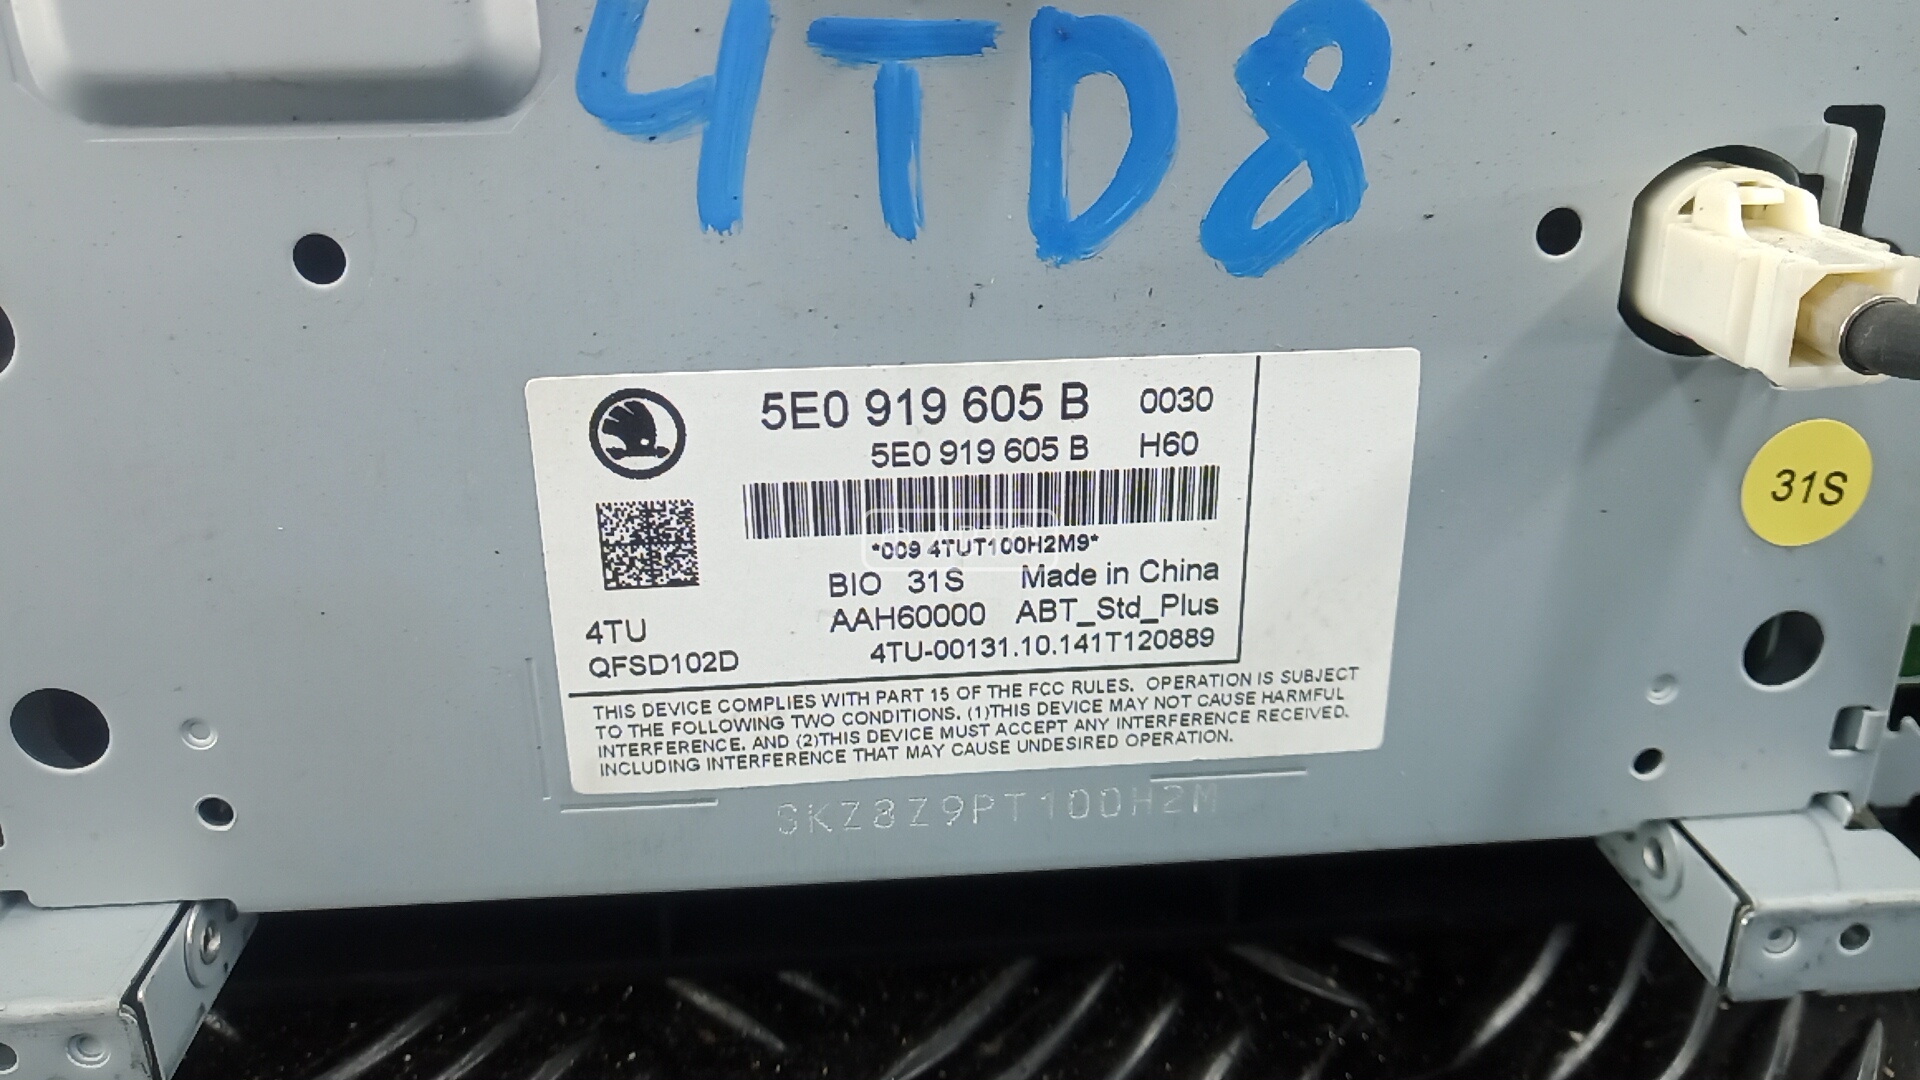 4TD8
5E0 919 605 B 0030
5E0 919 605 B H60
*009 4TUT100H2M9*
BIO 31S Made in China
AAH60000 ABT_Std_Plus
4TU-00131.10.141T120889
4TU
QFSD102D
THIS DEVICE COMPLIES WITH PART 15 OF THE FCC RULES. OPERATION IS SUBJECT
TO THE FOLLOWING TWO CONDITIONS. (1)THIS DEVICE MAY NOT CAUSE HARMFUL
INTERFERENCE. AND (2)THIS DEVICE MUST ACCEPT ANY INTERFERENCE RECEIVED.
INCLUDING INTERFERENCE THAT MAY CAUSE UNDESIRED OPERATION.
SKZ8Z9PT100H2M
31S